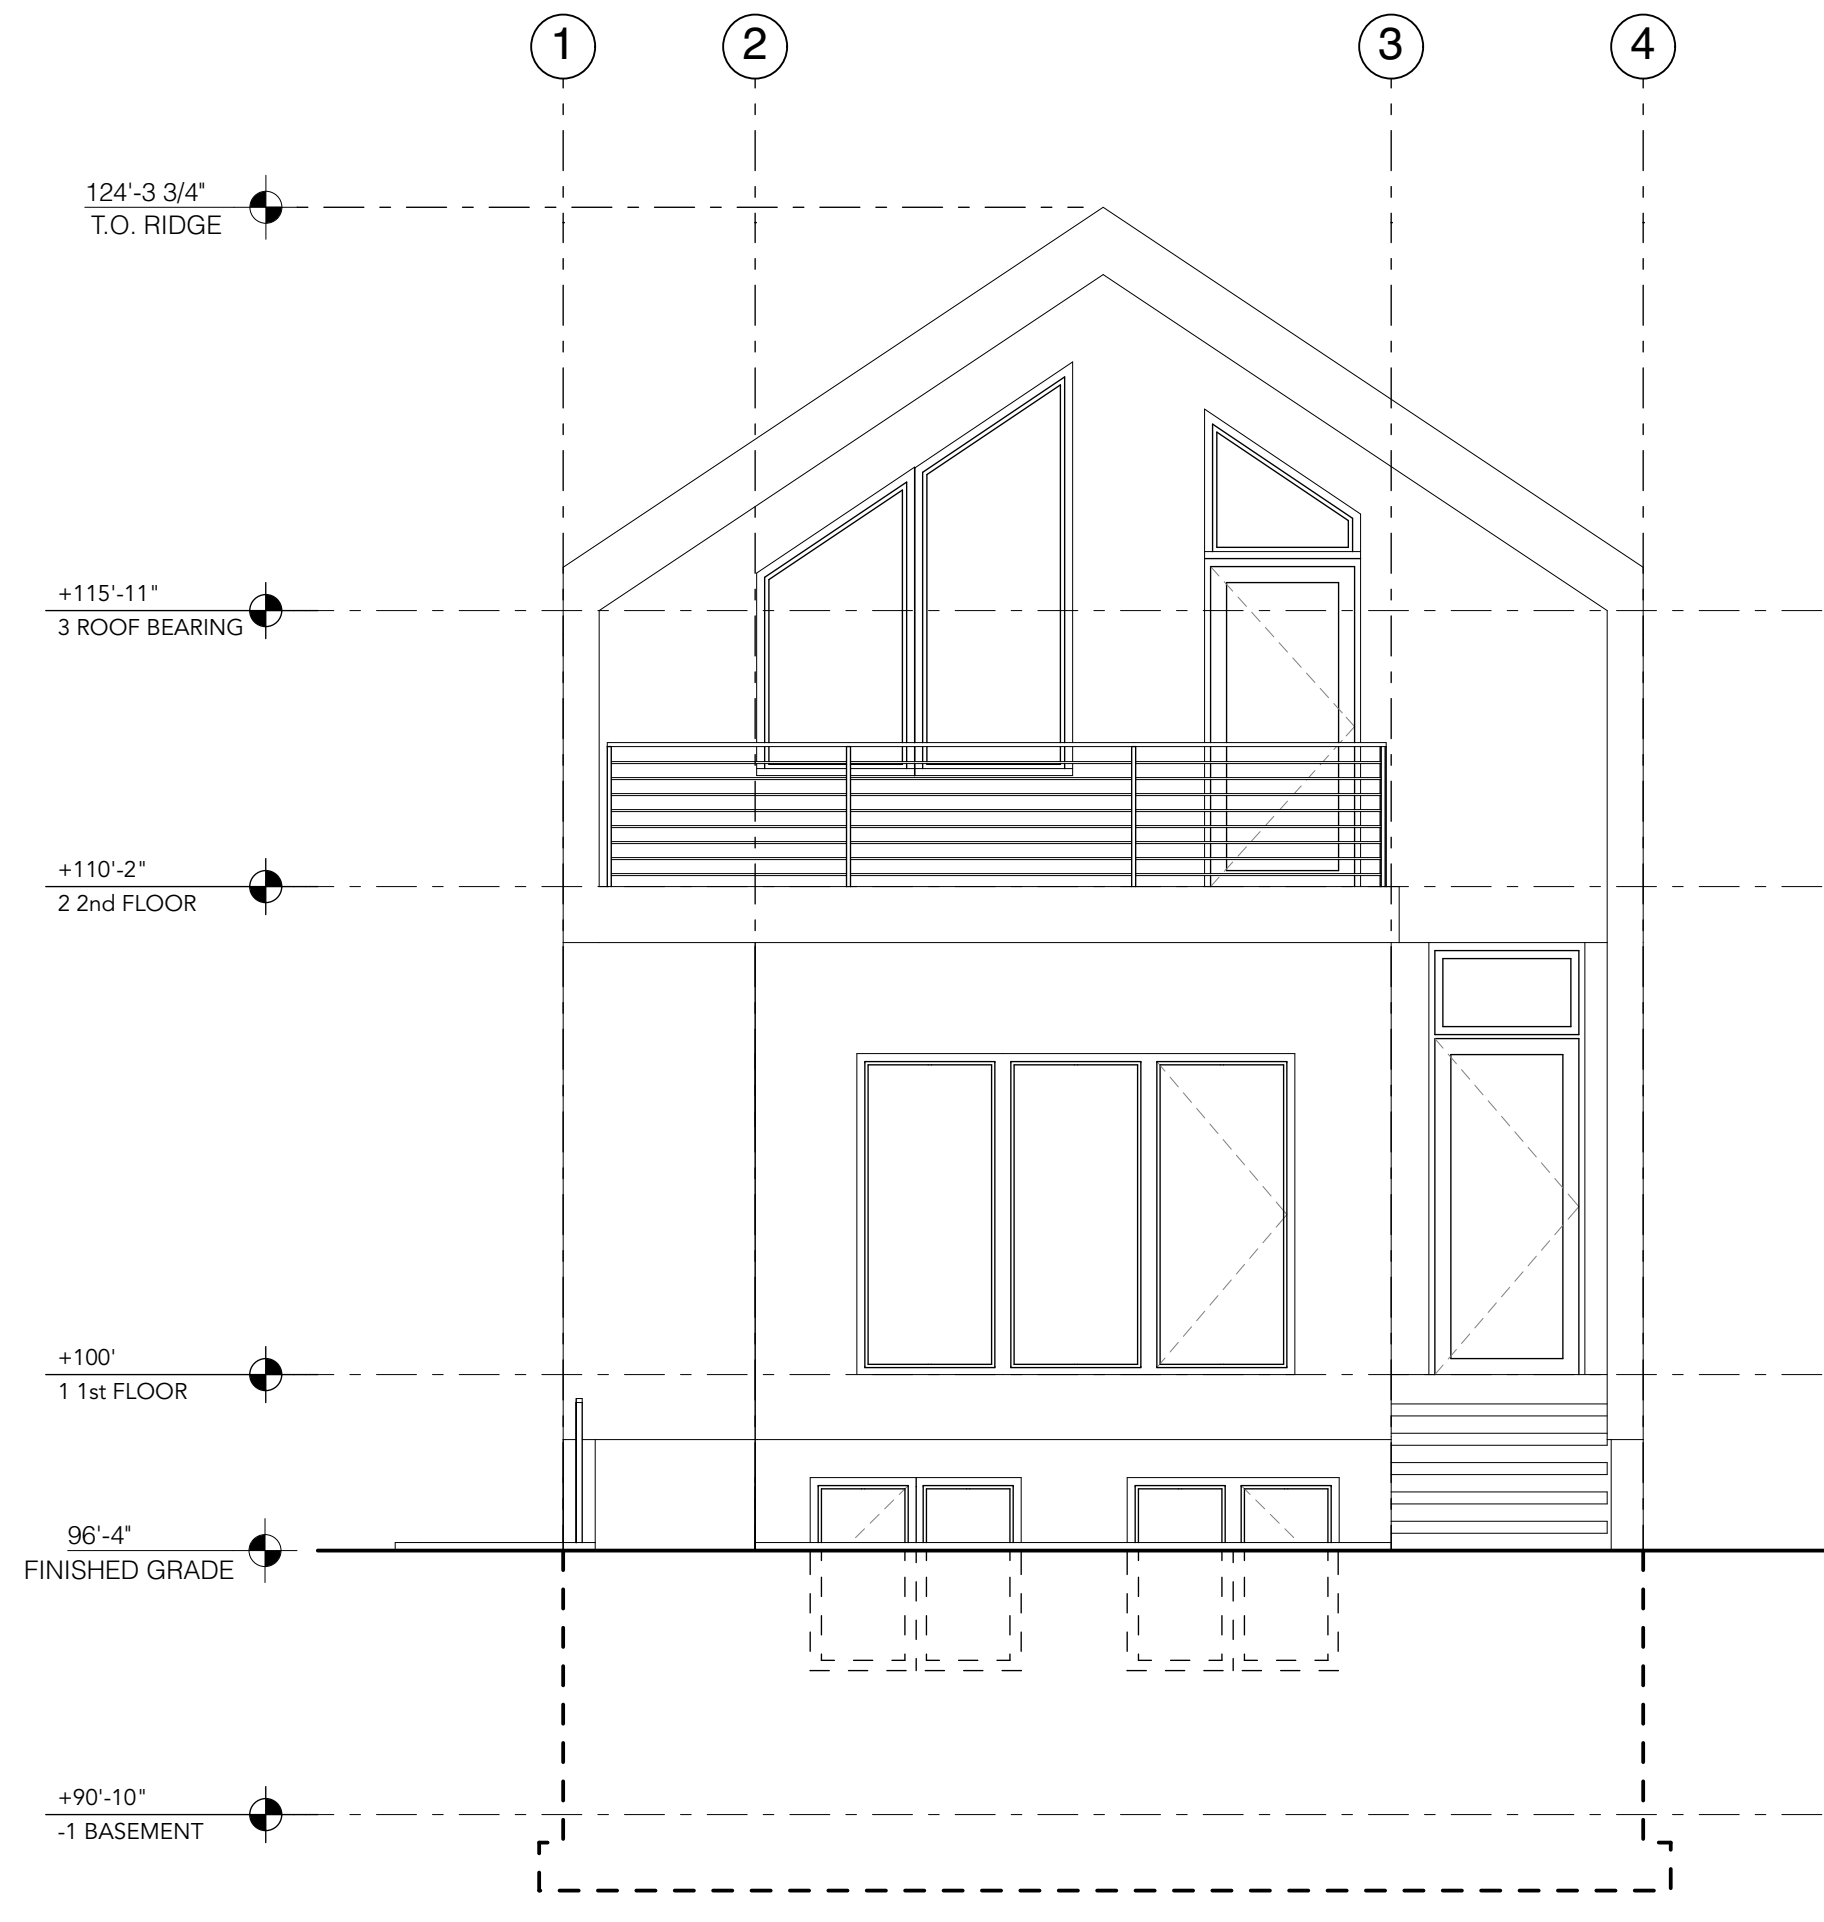 1 2 3 4
124'-3 3/4"
T.O. RIDGE
+115'-11"
3 ROOF BEARING
+110'-2"
2 2nd FLOOR
+100'
1 1st FLOOR
96'-4"
FINISHED GRADE
+90'-10"
-1 BASEMENT